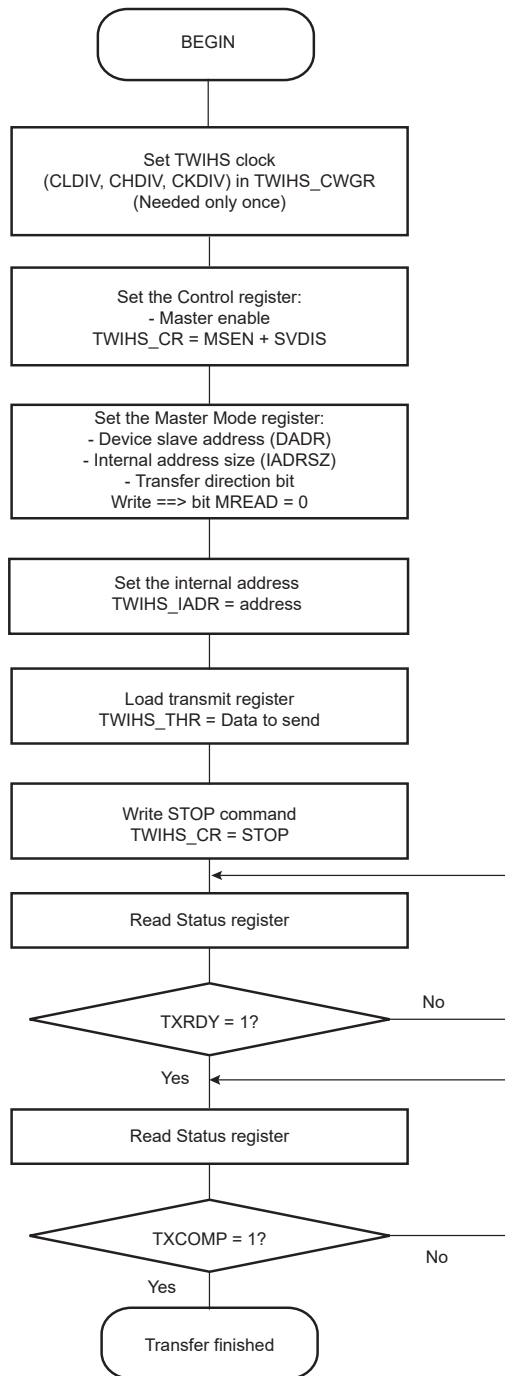 BEGIN
Set TWIHS clock
(CLDIV, CHDIV, CKDIV) in TWIHS_CWGR
(Needed only once)
Set the Control register:
- Master enable
TWIHS_CR = MSEN + SVDIS
Set the Master Mode register:
- Device slave address (DADR)
- Internal address size (IADRSZ)
- Transfer direction bit
Write ==> bit MREAD = 0
Set the internal address
TWIHS_IADR = address
Load transmit register
TWIHS_THR = Data to send
Write STOP command
TWIHS_CR = STOP
Read Status register
TXRDY = 1?
No
Yes
Read Status register
TXCOMP = 1?
No
Yes
Transfer finished